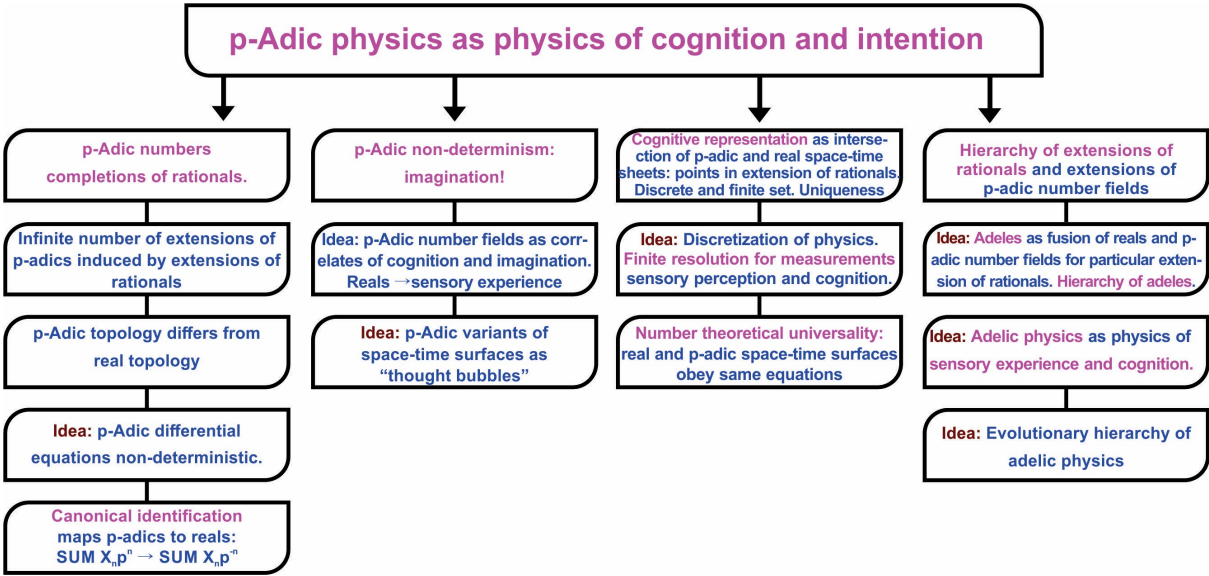 p-Adic physics as physics of cognition and intention
p-Adic numbers
completions of rationals.
Infinite number of extensions of
p-adics induced by extensions of
rationals
p-Adic topology differs from
real topology
Idea: p-Adic differential
equations non-deterministic.
Canonical identification
maps p-adics to reals:
SUM Xₙpⁿ → SUM Xₙp⁻ⁿ
p-Adic non-determinism:
imagination!
Idea: p-Adic number fields as corr-
elates of cognition and imagination.
Reals →sensory experience
Idea: p-Adic variants of
space-time surfaces as
“thought bubbles”
Cognitive representation as interse-
ction of p-adic and real space-time
sheets: points in extension of rationals.
Discrete and finite set. Uniqueness
Idea: Discretization of physics.
Finite resolution for measurements
sensory perception and cognition.
Number theoretical universality:
real and p-adic space-time surfaces
obey same equations
Hierarchy of extensions of
rationals and extensions of
p-adic number fields
Idea: Adeles as fusion of reals and p-
adic number fields for particular exten-
sion of rationals. Hierarchy of adeles.
Idea: Adelic physics as physics of
sensory experience and cognition.
Idea: Evolutionary hierarchy of
adelic physics